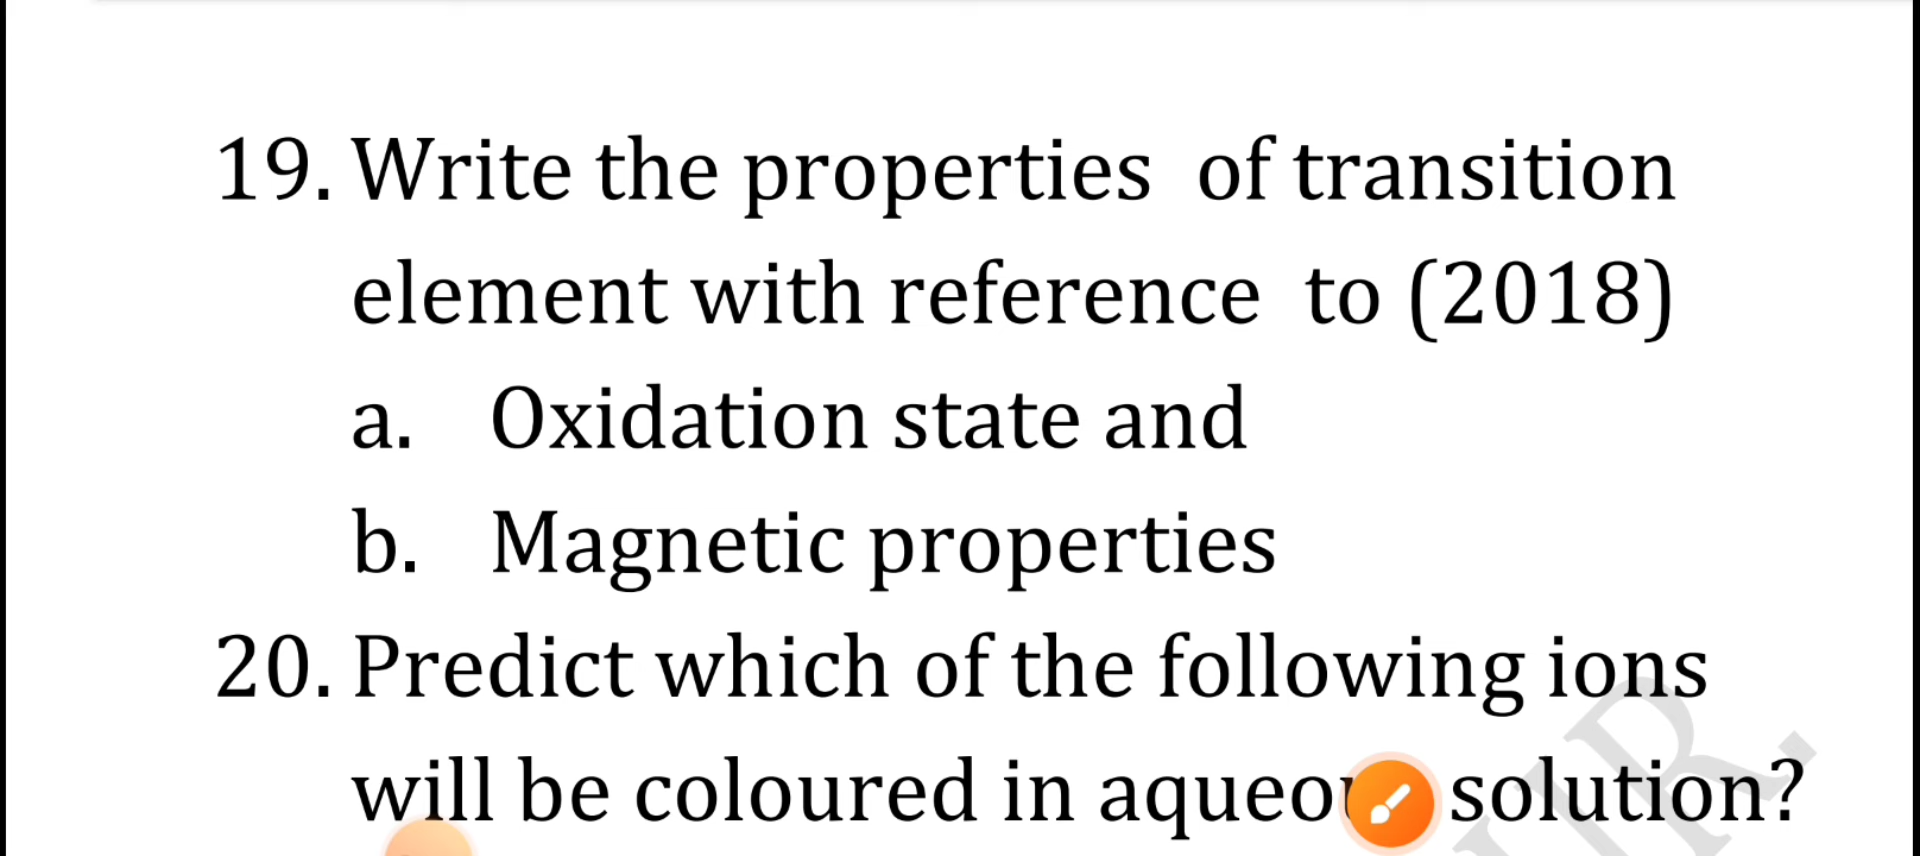 19. Write the properties of transition
element with reference to (2018)
a. Oxidation state and
b. Magnetic properties
20. Predict which of the following ions
will be coloured in solution?